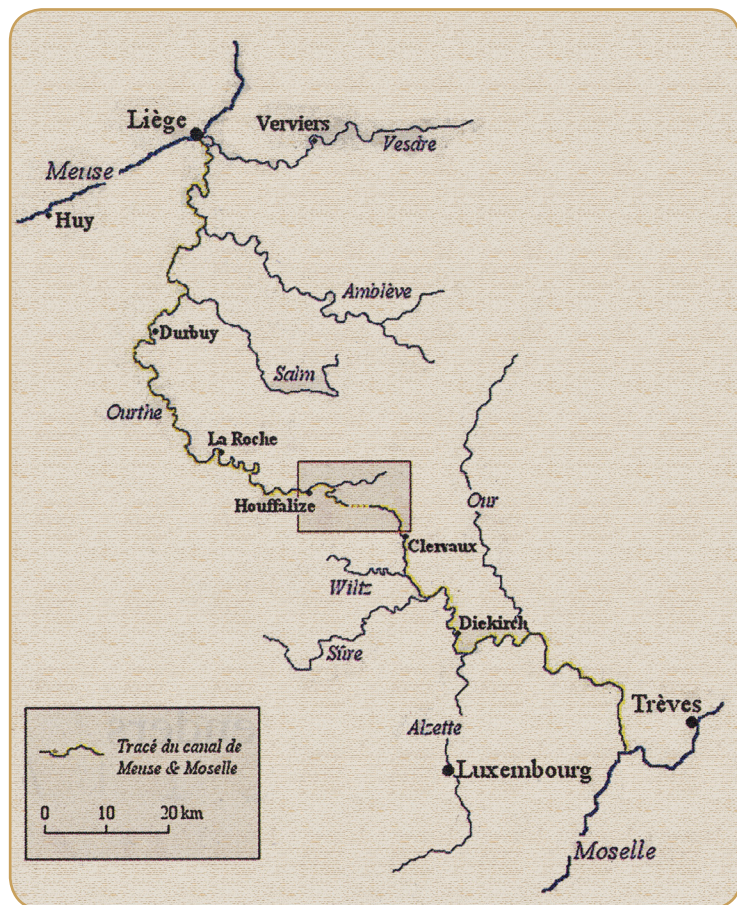 Liège
Verviers
Vesdre
Meuse
Huy
Amblève
Durbuy
Salm
Ourthe
La Roche
Houffalize
Our
Clervaux
Wiltz
Diekirch
Sûre
Trèves
Alzette
Luxembourg
Moselle
Tracé du canal de
Meuse & Moselle
0 10 20 km